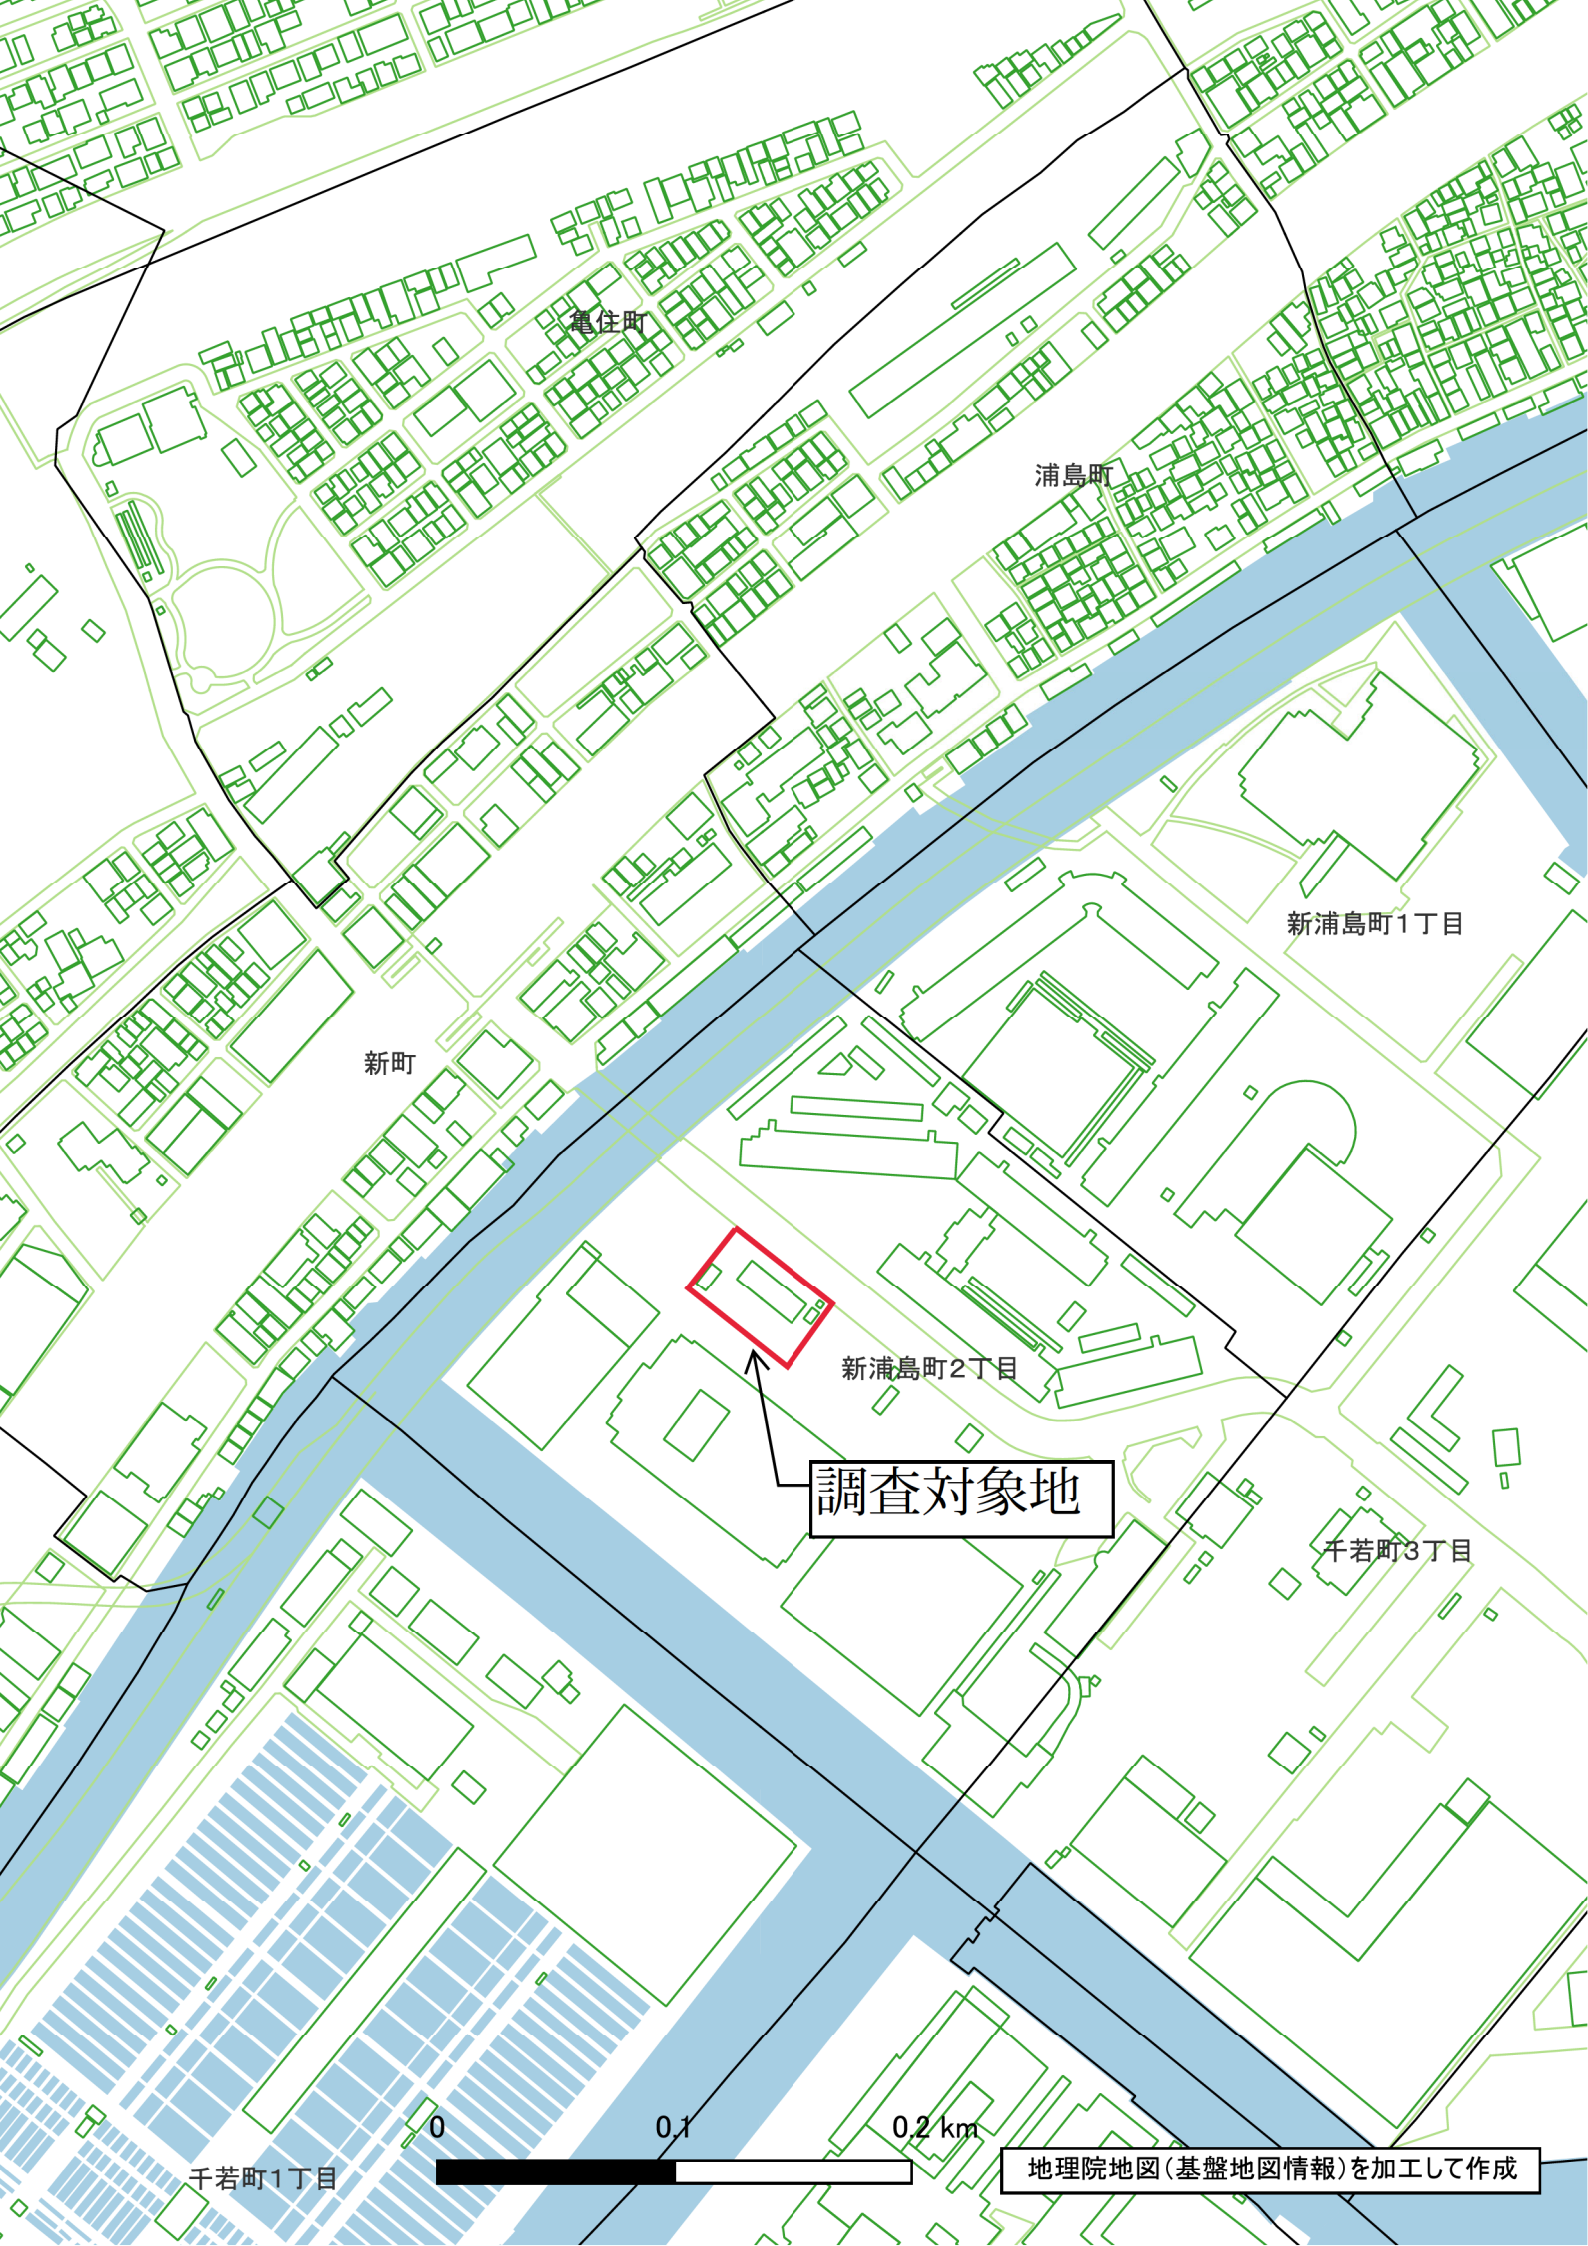 亀住町
浦島町
新浦島町1丁目
新町
新浦島町2丁目
調査対象地
千若町3丁目
0 0.1 0.2 km
千若町1丁目
地理院地図(基盤地図情報)を加工して作成